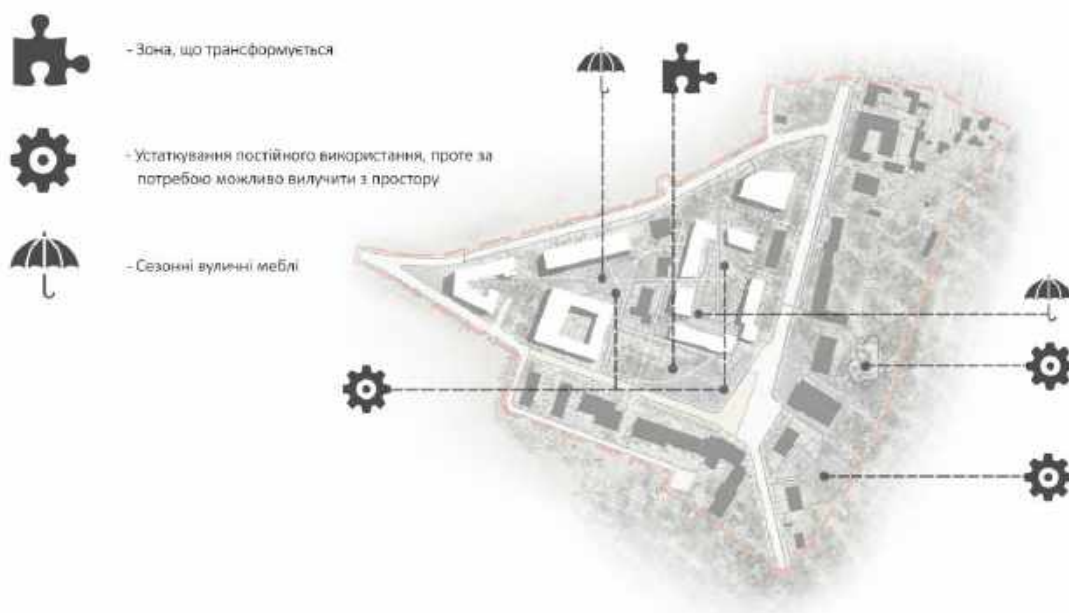 - Зона, що трансформується
- Устаткування постійного використання, проте за
потребою можливо вилучити з простору
- Сезонні вуличні меблі